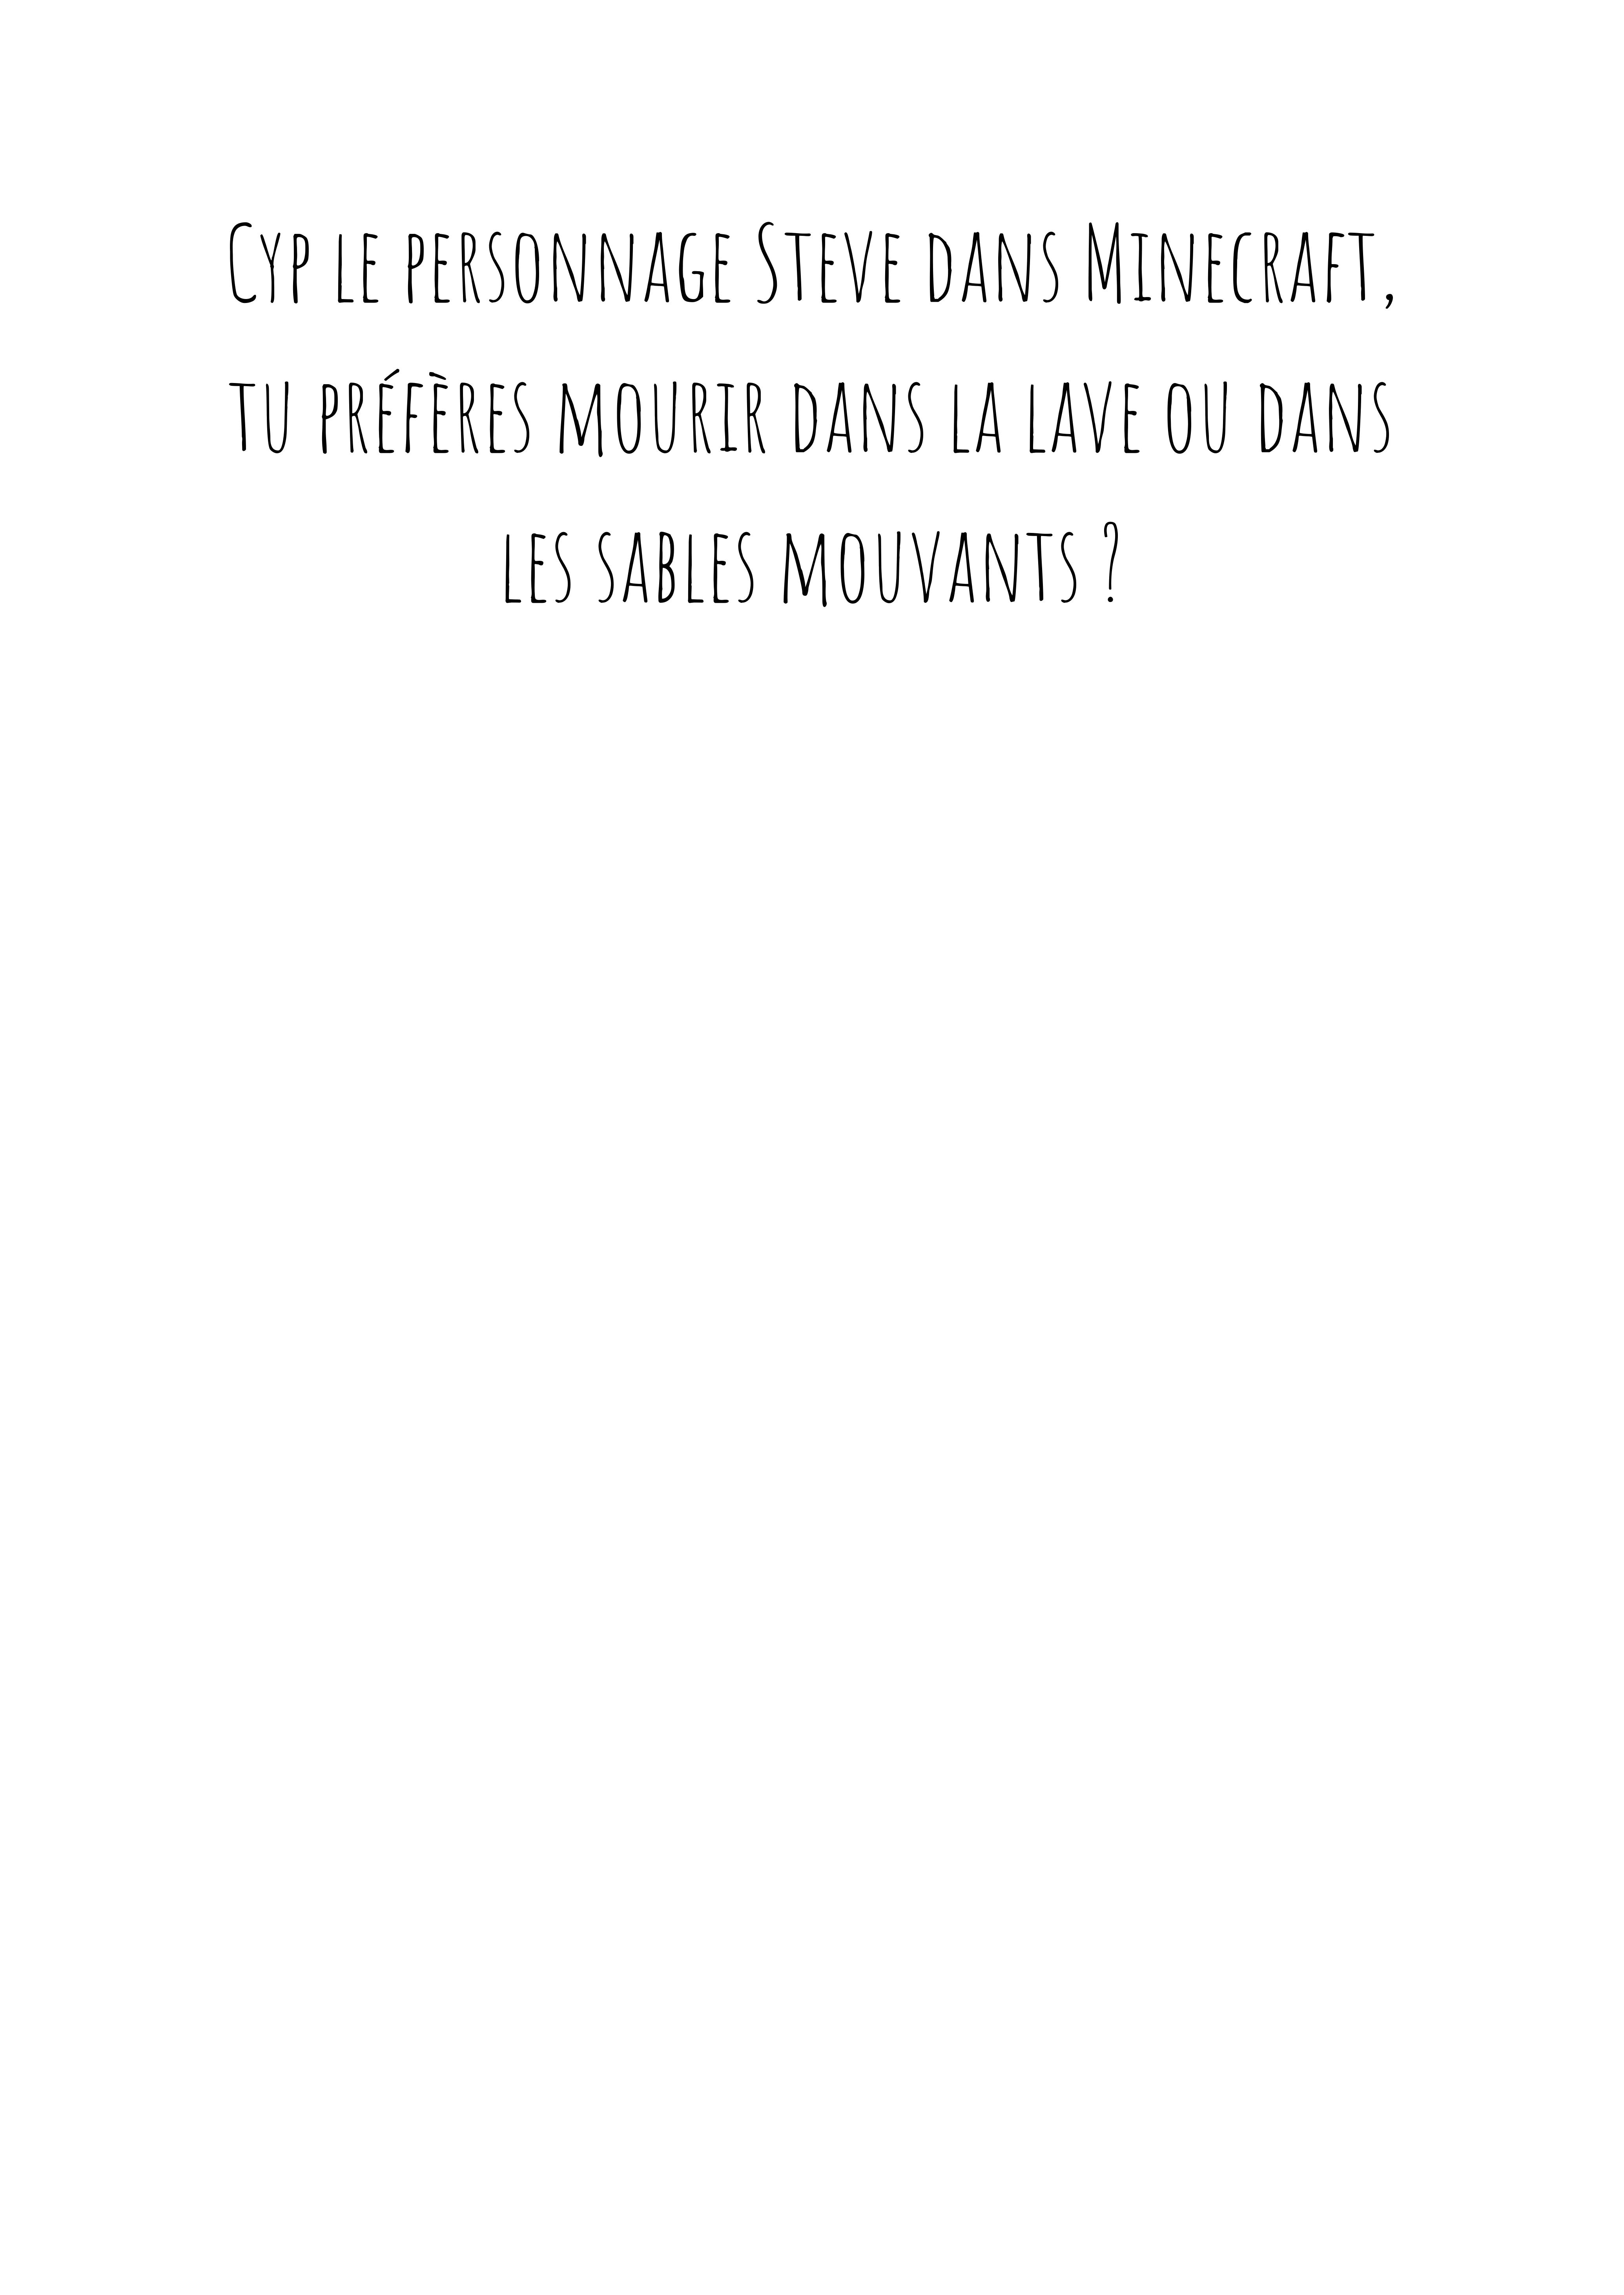 Cyp le personnage Steve dans Minecraft,
tu préfères mourir dans la lave ou dans
les sables mouvants ?